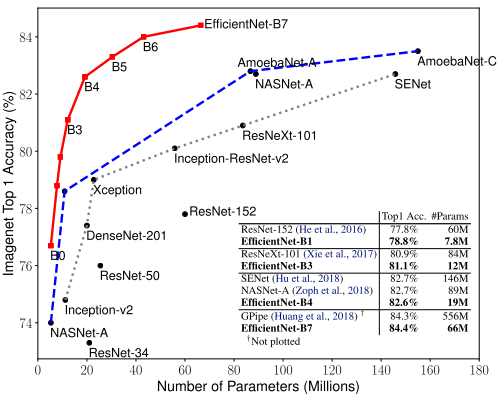 EfficientNet-B7
84
B6
AmoebaNet-A
AmoebaNet-C
B5
NASNet-A
SENet
B4
82
B3
ResNeXt-101
80
Inception-ResNet-v2
Xception
78
ResNet-152
DenseNet-201
B0
76
ResNet-50
Inception-v2
74
NASNet-A
ResNet-34
Imagenet Top 1 Accuracy (%)
Top1 Acc. #Params
ResNet-152 (He et al., 2016) 77.8% 60M
EfficientNet-B1 78.8% 7.8M
ResNeXt-101 (Xie et al., 2017) 80.9% 84M
EfficientNet-B3 81.1% 12M
SENet (Hu et al., 2018) 82.7% 146M
NASNet-A (Zoph et al., 2018) 82.7% 89M
EfficientNet-B4 82.6% 19M
GPipe (Huang et al., 2018) † 84.3% 556M
EfficientNet-B7 84.4% 66M
†Not plotted
0 20 40 60 80 100 120 140 160 180
Number of Parameters (Millions)